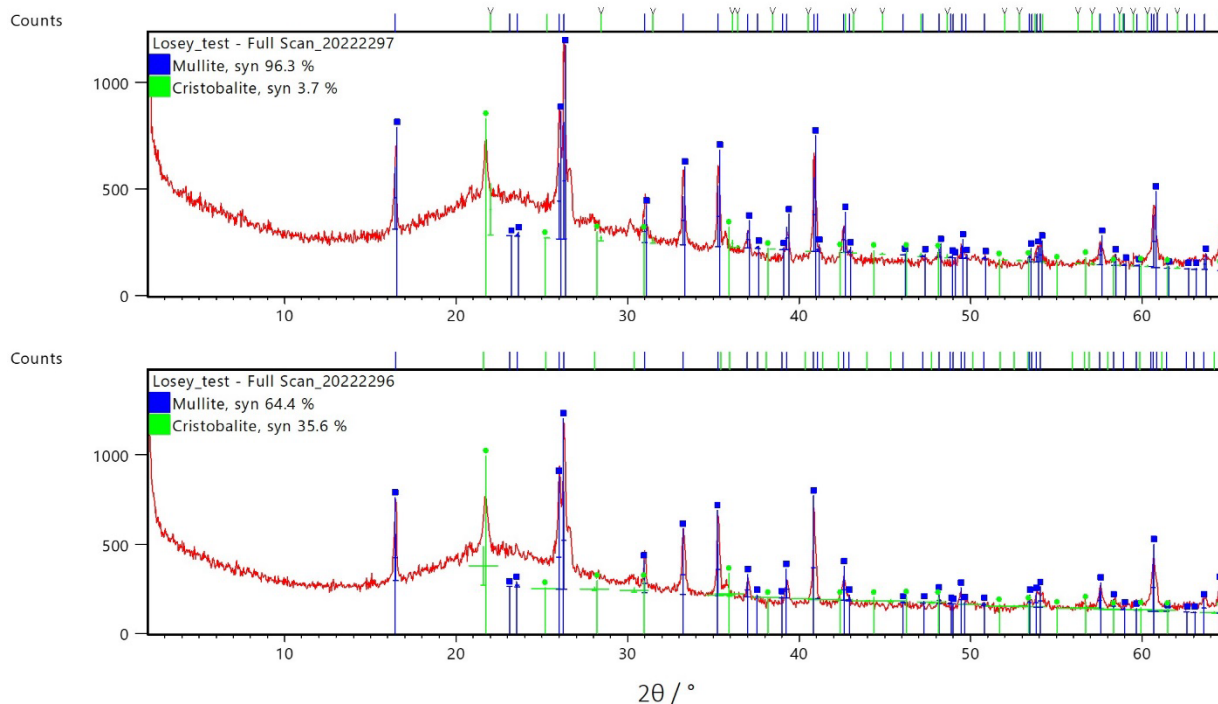 Counts
Losey_test - Full Scan_20222297
Mullite, syn 96.3 %
Cristobalite, syn 3.7 %
1000
500
0
10 20 30 40 50 60
Counts
Losey_test - Full Scan_20222296
Mullite, syn 64.4 %
Cristobalite, syn 35.6 %
1000
500
0
10 20 30 40 50 60
2θ / °